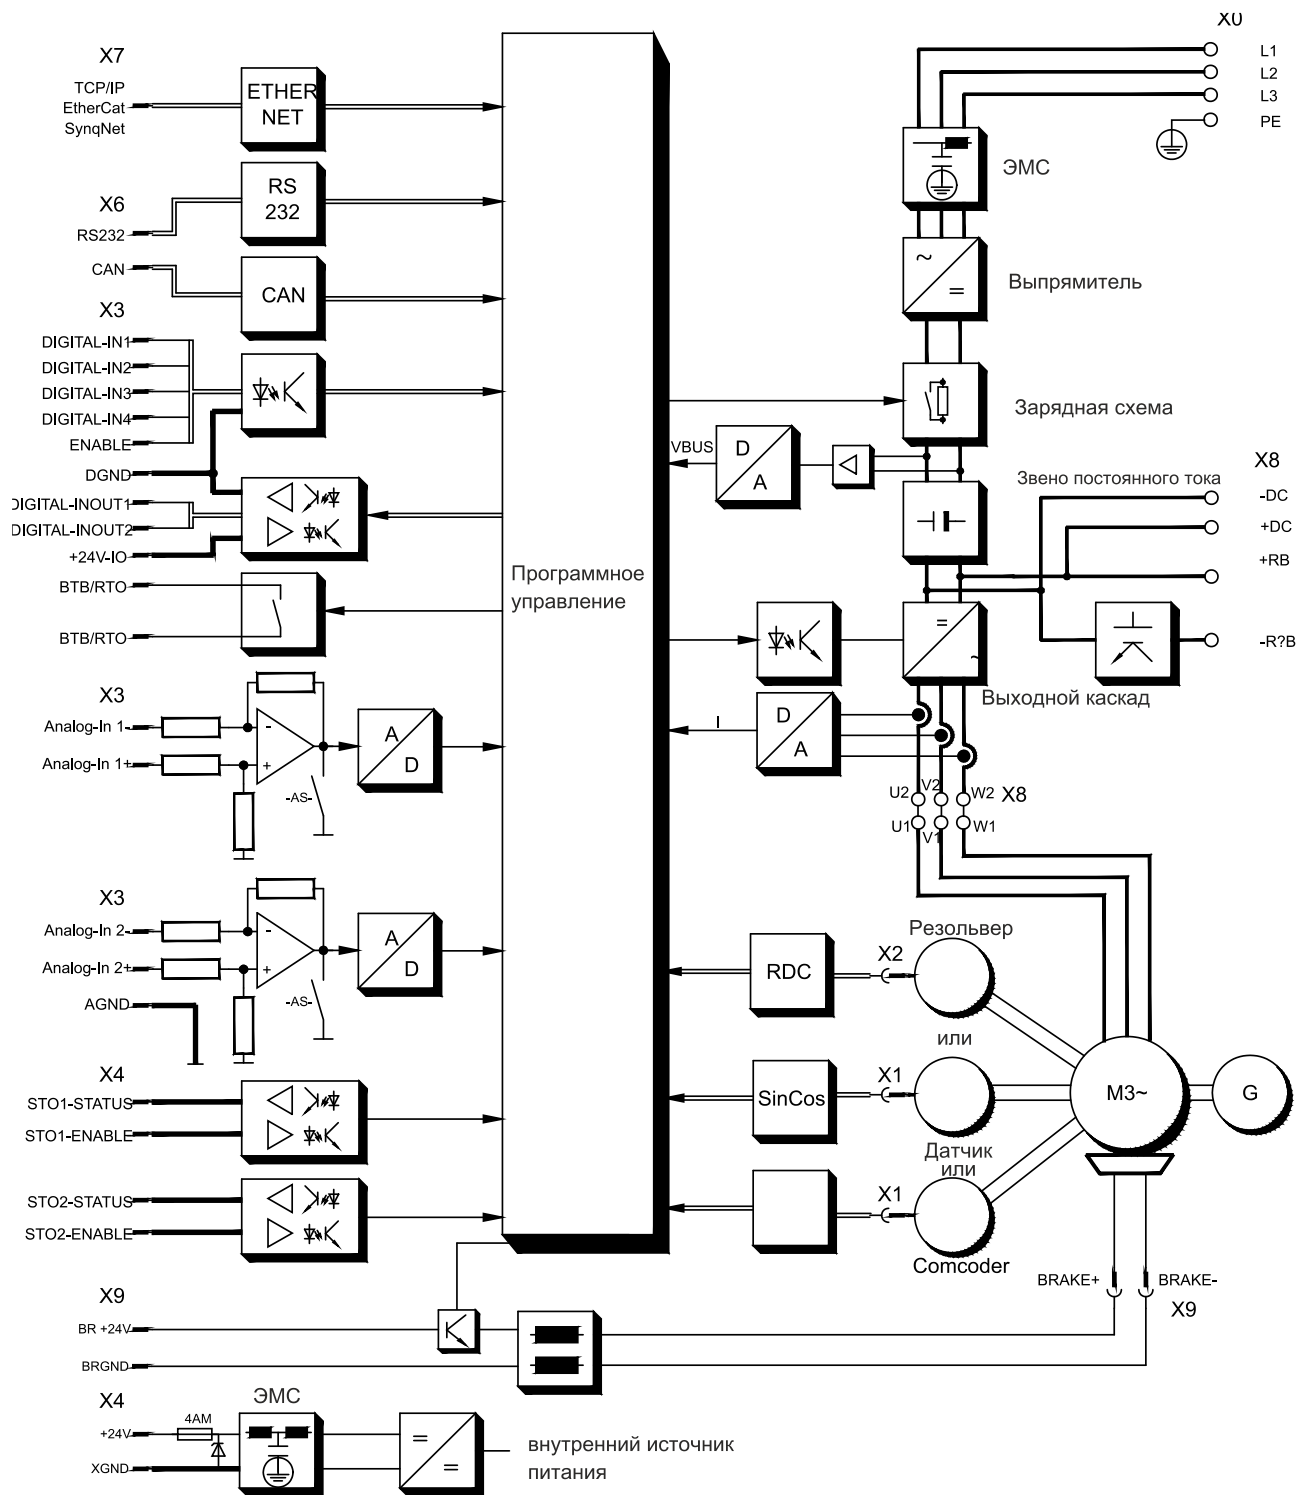 X7
TCP/IP
EtherCat
SynqNet
ETHER
NET
X6
RS232
RS
232
CAN
CAN
X3
DIGITAL-IN1
DIGITAL-IN2
DIGITAL-IN3
DIGITAL-IN4
ENABLE
DGND
DIGITAL-INOUT1
DIGITAL-INOUT2
+24V-IO
BTB/RTO
BTB/RTO
X3
Analog-In 1-
Analog-In 1+
-
+
-AS-
A
D
X3
Analog-In 2-
Analog-In 2+
-
+
-AS-
A
D
AGND
X4
STO1-STATUS
STO1-ENABLE
STO2-STATUS
STO2-ENABLE
X9
BR +24V
BRGND
X4
+24V
XGND
4AM
ЭМС
=
=
внутренний источник
питания
Программное
управление
X0
L1
L2
L3
PE
ЭМС
~
=
Выпрямитель
Зарядная схема
VBUS
D
A
Звено постоянного тока
X8
-DC
+DC
+RB
-R?B
=
~
Выходной каскад
I
D
A
U2
V2
W2
X8
U1
V1
W1
Резольвер
RDC
X2
или
SinCos
X1
Датчик
или
X1
Comcoder
M3~
G
BRAKE+
BRAKE-
X9